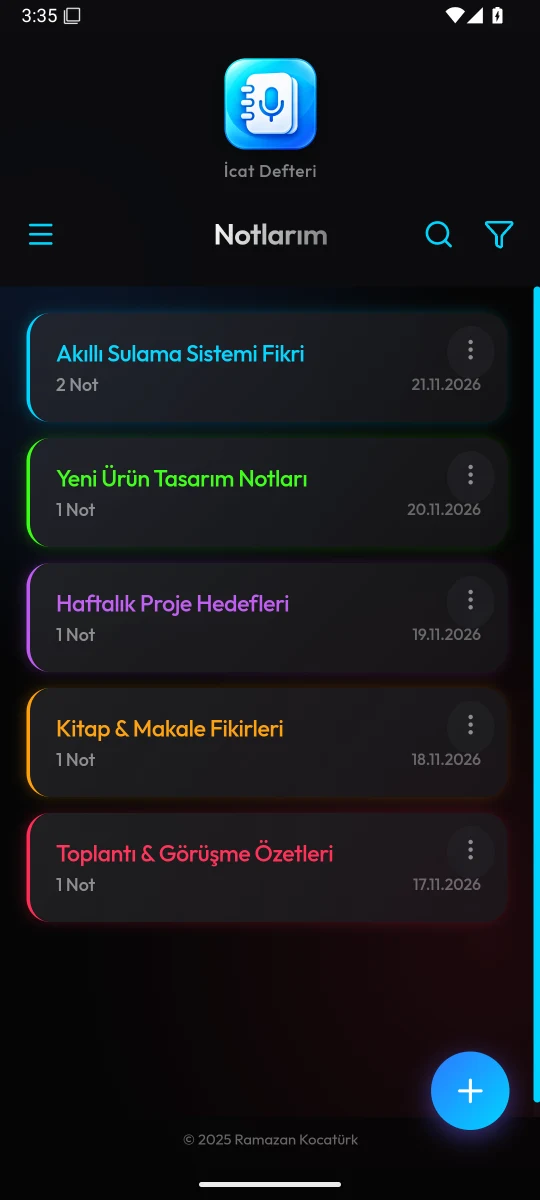 3:35
İcat Defteri
Notlarım
Akıllı Sulama Sistemi Fikri
2 Not
21.11.2026
Yeni Ürün Tasarım Notları
1 Not
20.11.2026
Haftalık Proje Hedefleri
1 Not
19.11.2026
Kitap & Makale Fikirleri
1 Not
18.11.2026
Toplantı & Görüşme Özetleri
1 Not
17.11.2026
© 2025 Ramazan Kocatürk